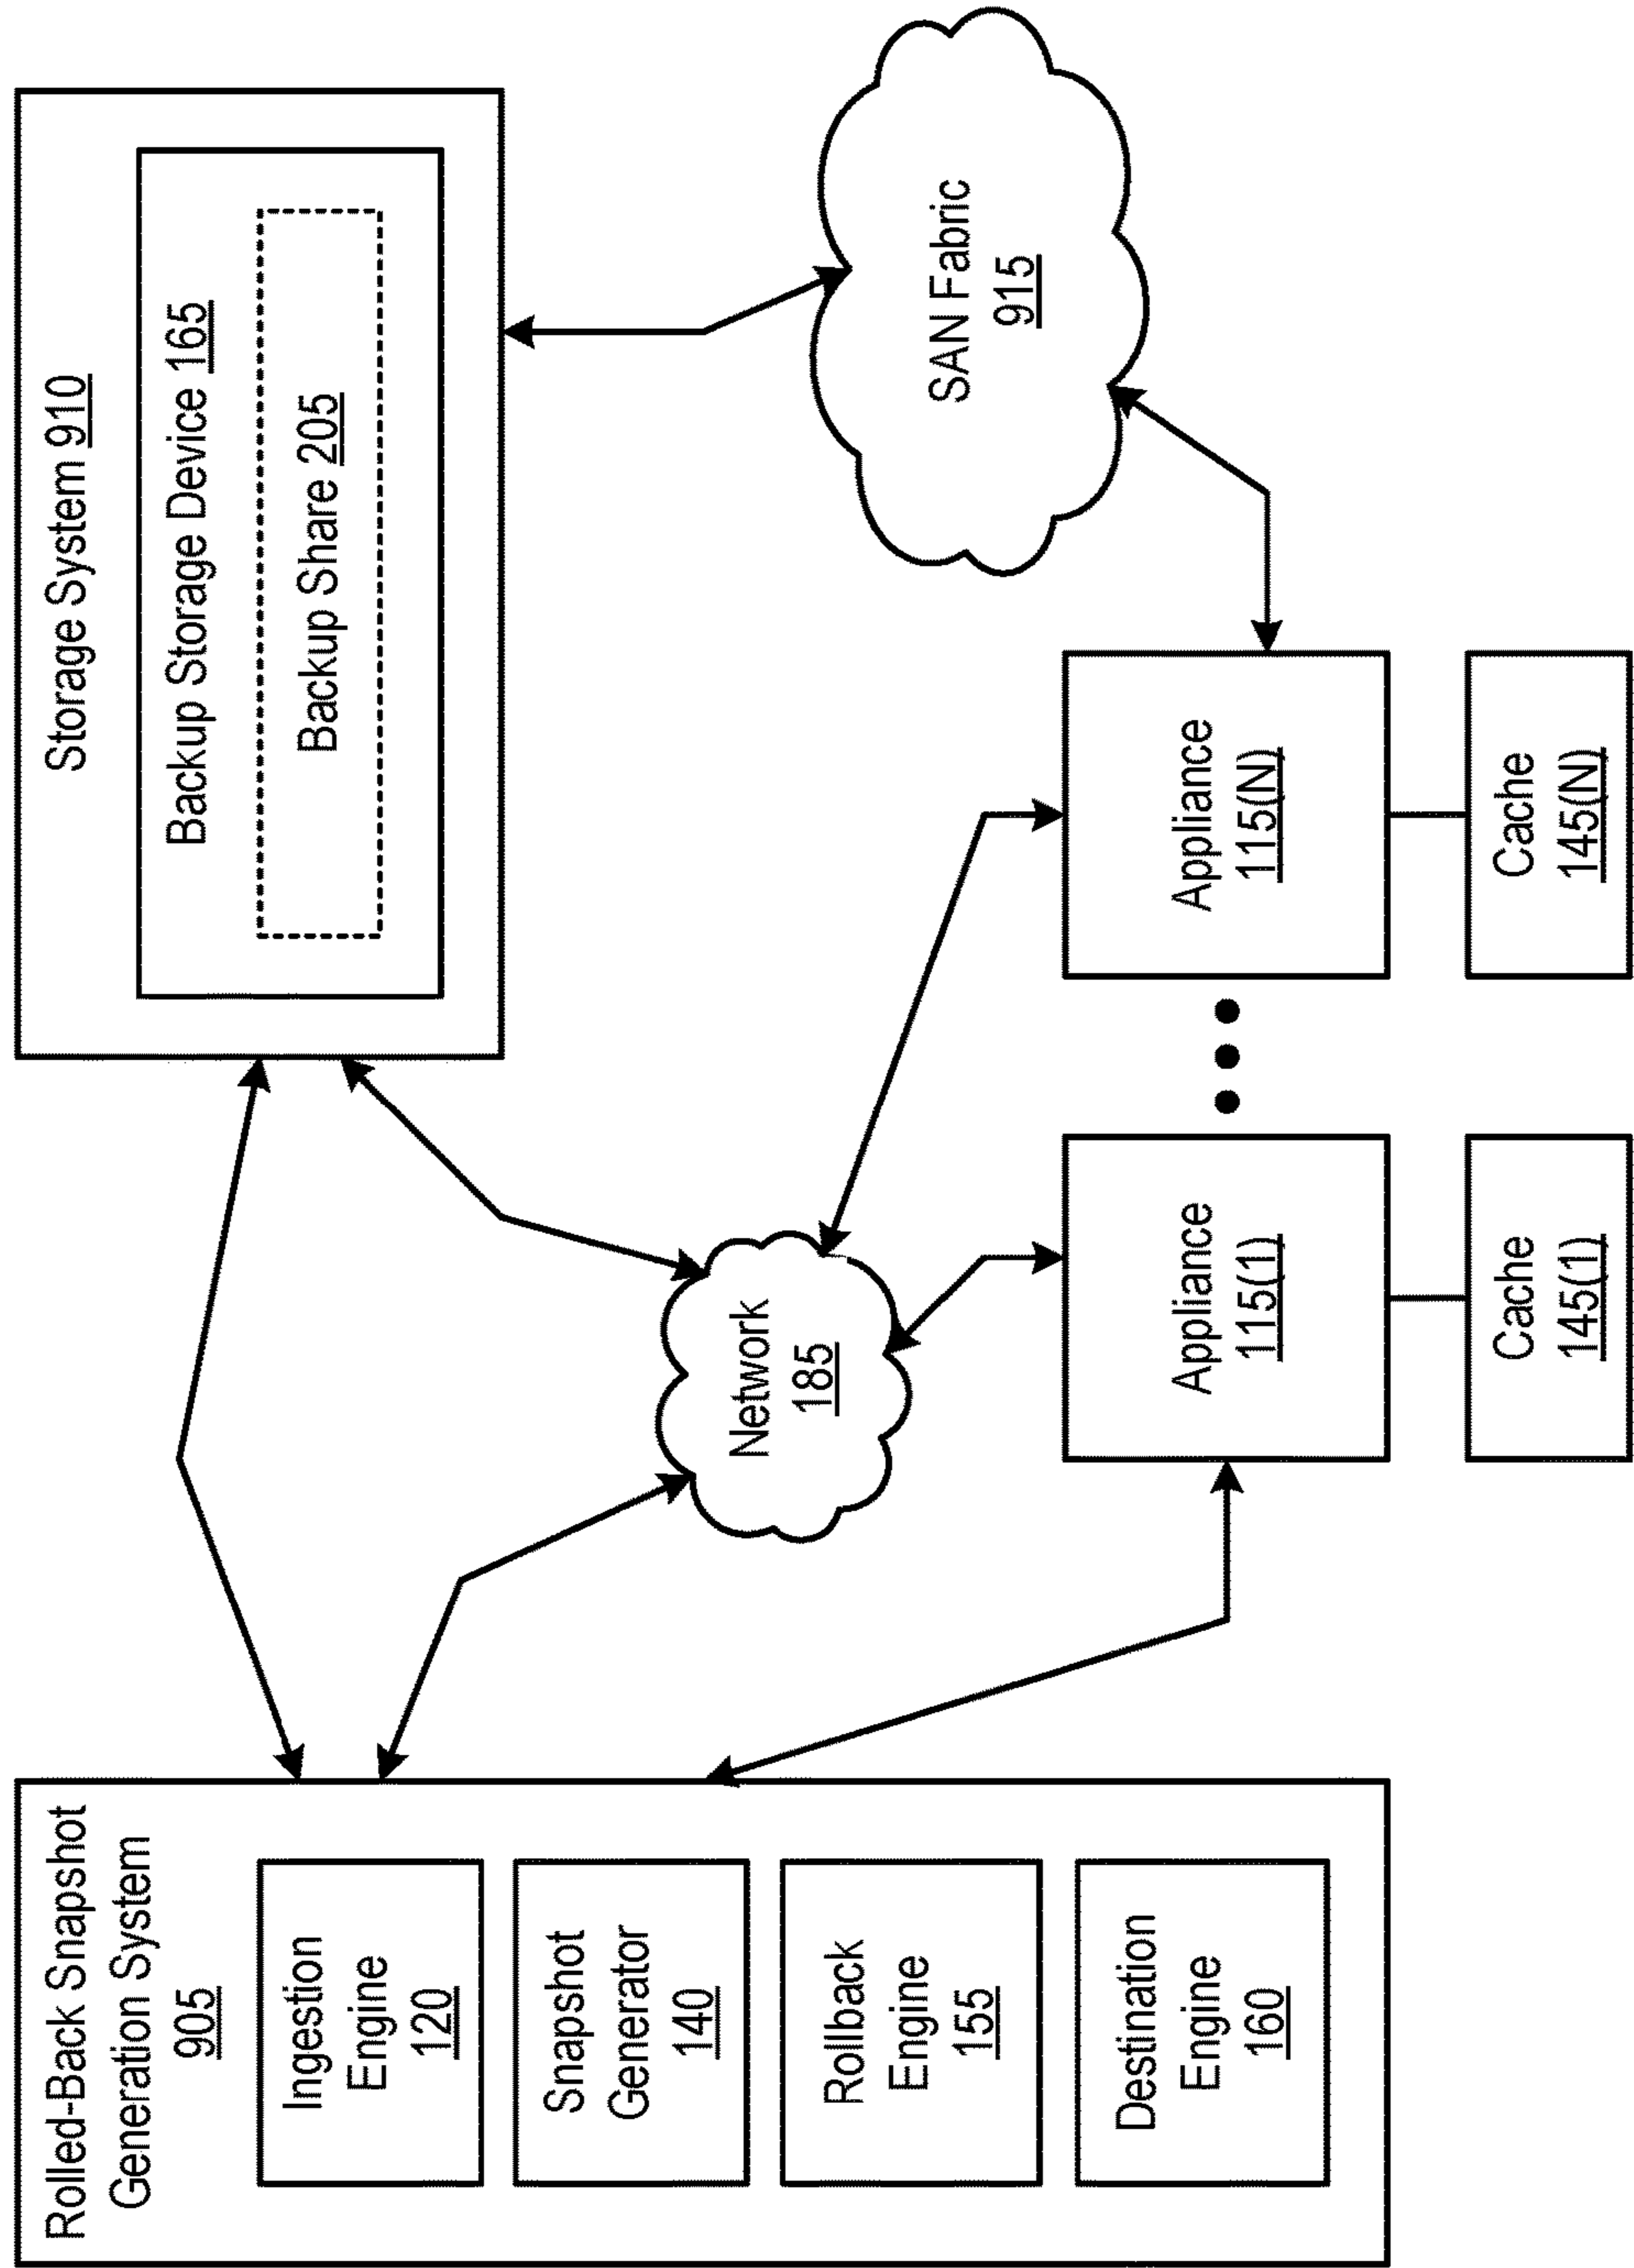 Rolled-Back Snapshot
Generation System
905
Ingestion
Engine
120
Snapshot
Generator
140
Rollback
Engine
155
Destination
Engine
160
Storage System 910
Backup Storage Device 165
Backup Share 205
Network
185
SAN Fabric
915
Appliance
115(1)
Appliance
115(N)
Cache
145(1)
Cache
145(N)